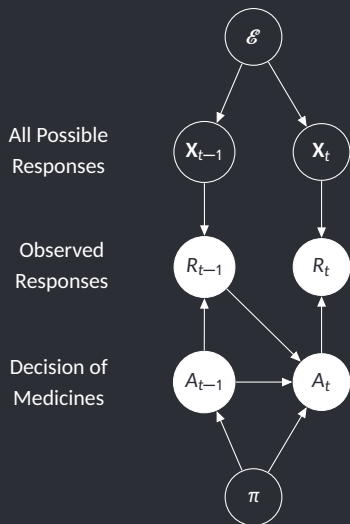 ℰ
All Possible
Responses
X_{t−1}
X_t
Observed
Responses
R_{t−1}
R_t
Decision of
Medicines
A_{t−1}
A_t
π